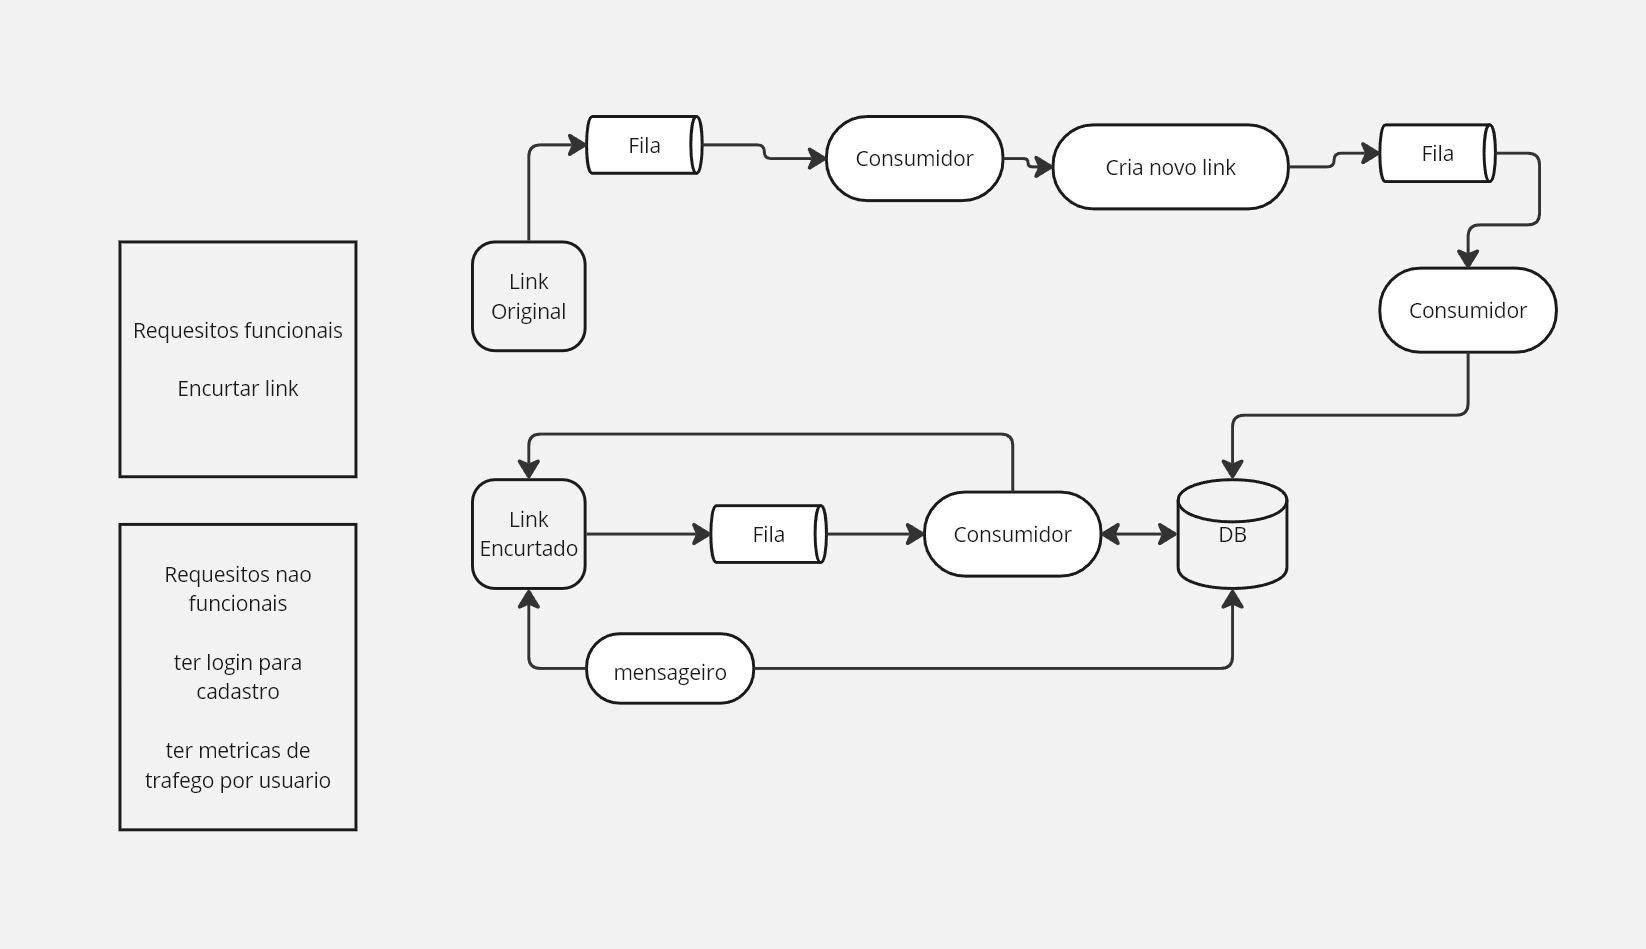 Fila
Consumidor
Cria novo link
Fila
Link
Original
Consumidor
Requesitos funcionais
Encurtar link
Link
Encurtado
Fila
Consumidor
DB
mensageiro
Requesitos nao
funcionais
ter login para
cadastro
ter metricas de
trafego por usuario